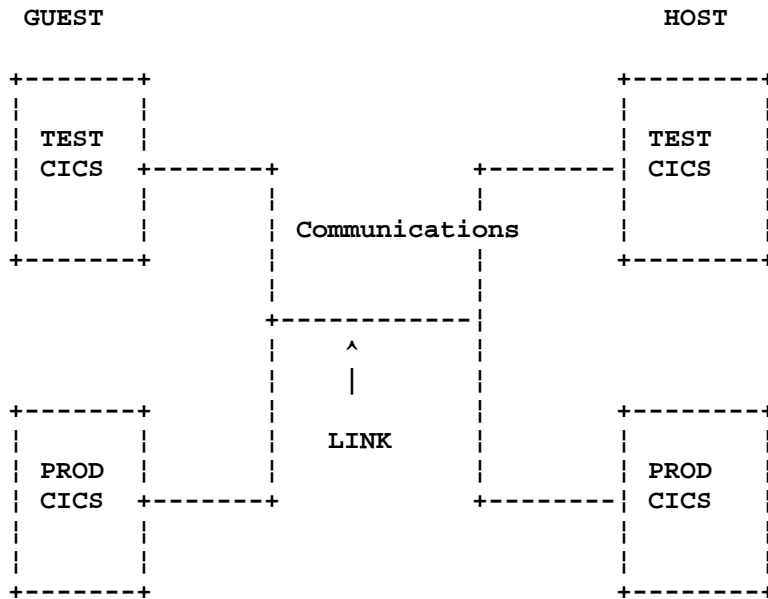 GUEST HOST
TEST TEST
CICS CICS
Communications
LINK
PROD PROD
CICS CICS